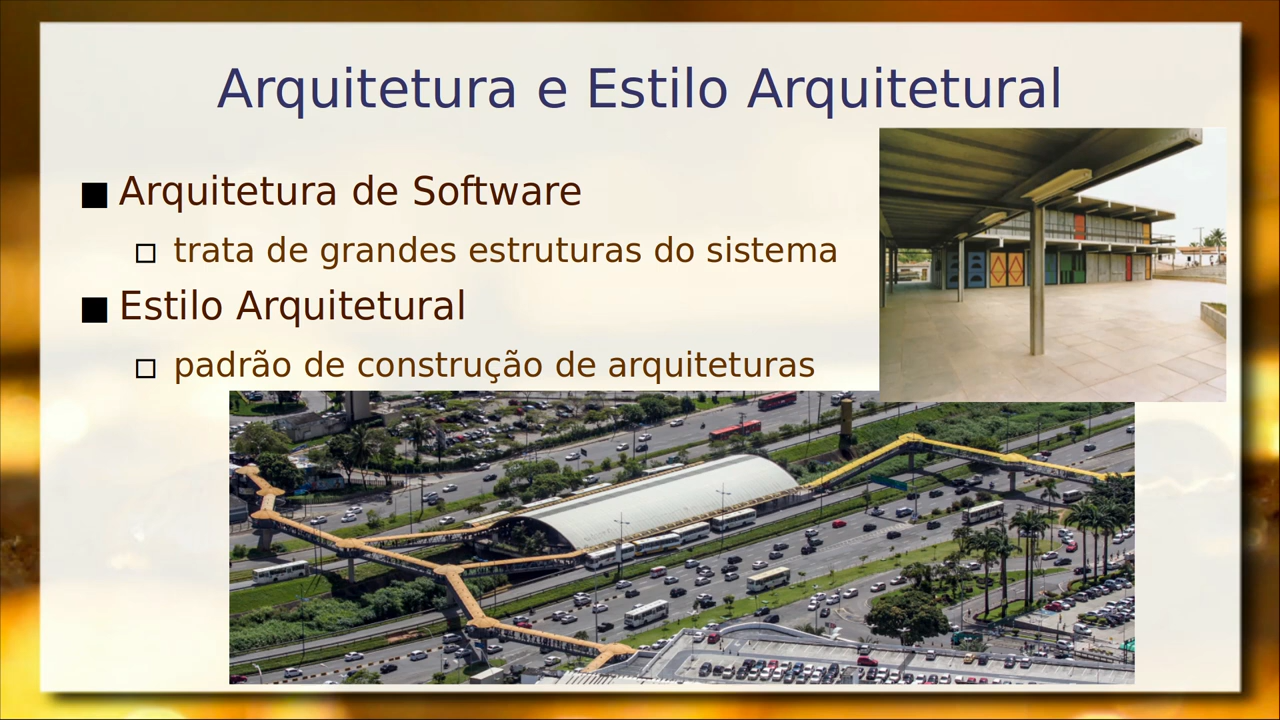 Arquitetura e Estilo Arquitetural
Arquitetura de Software
trata de grandes estruturas do sistema
Estilo Arquitetural
padrão de construção de arquiteturas